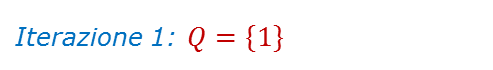 Iterazione 1: Q = {1}